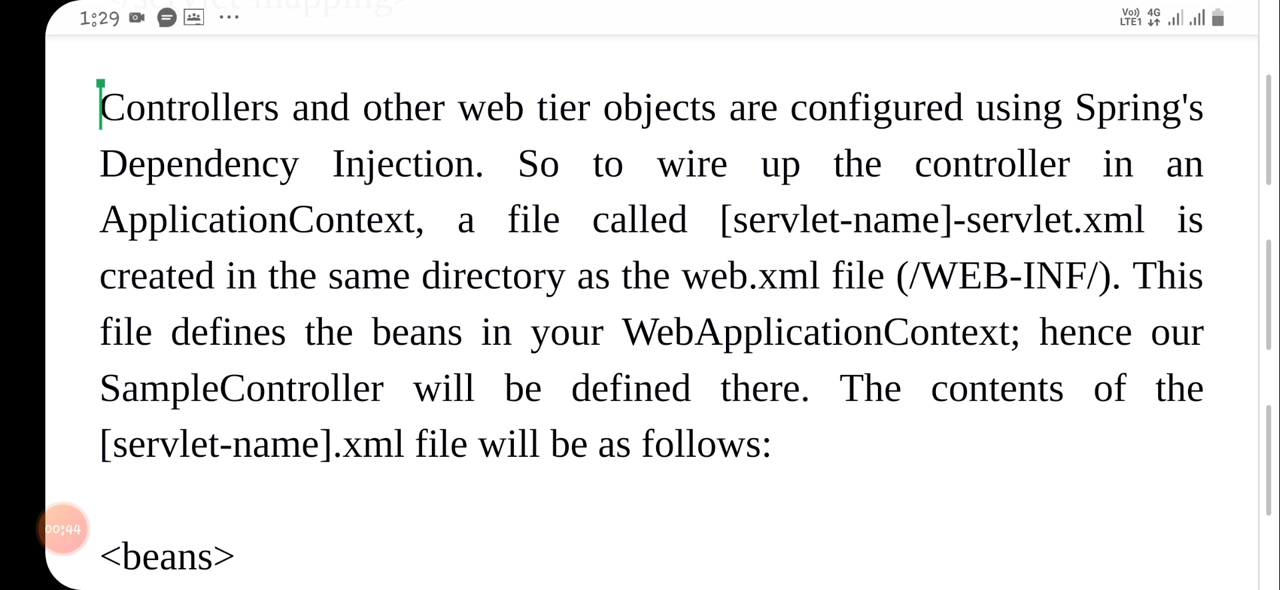 1:29
Vo)) 4G
LTE1
Controllers and other web tier objects are configured using Spring's
Dependency Injection. So to wire up the controller in an
ApplicationContext, a file called [servlet-name]-servlet.xml is
created in the same directory as the web.xml file (/WEB-INF/). This
file defines the beans in your WebApplicationContext; hence our
SampleController will be defined there. The contents of the
[servlet-name].xml file will be as follows:
00:44
<beans>